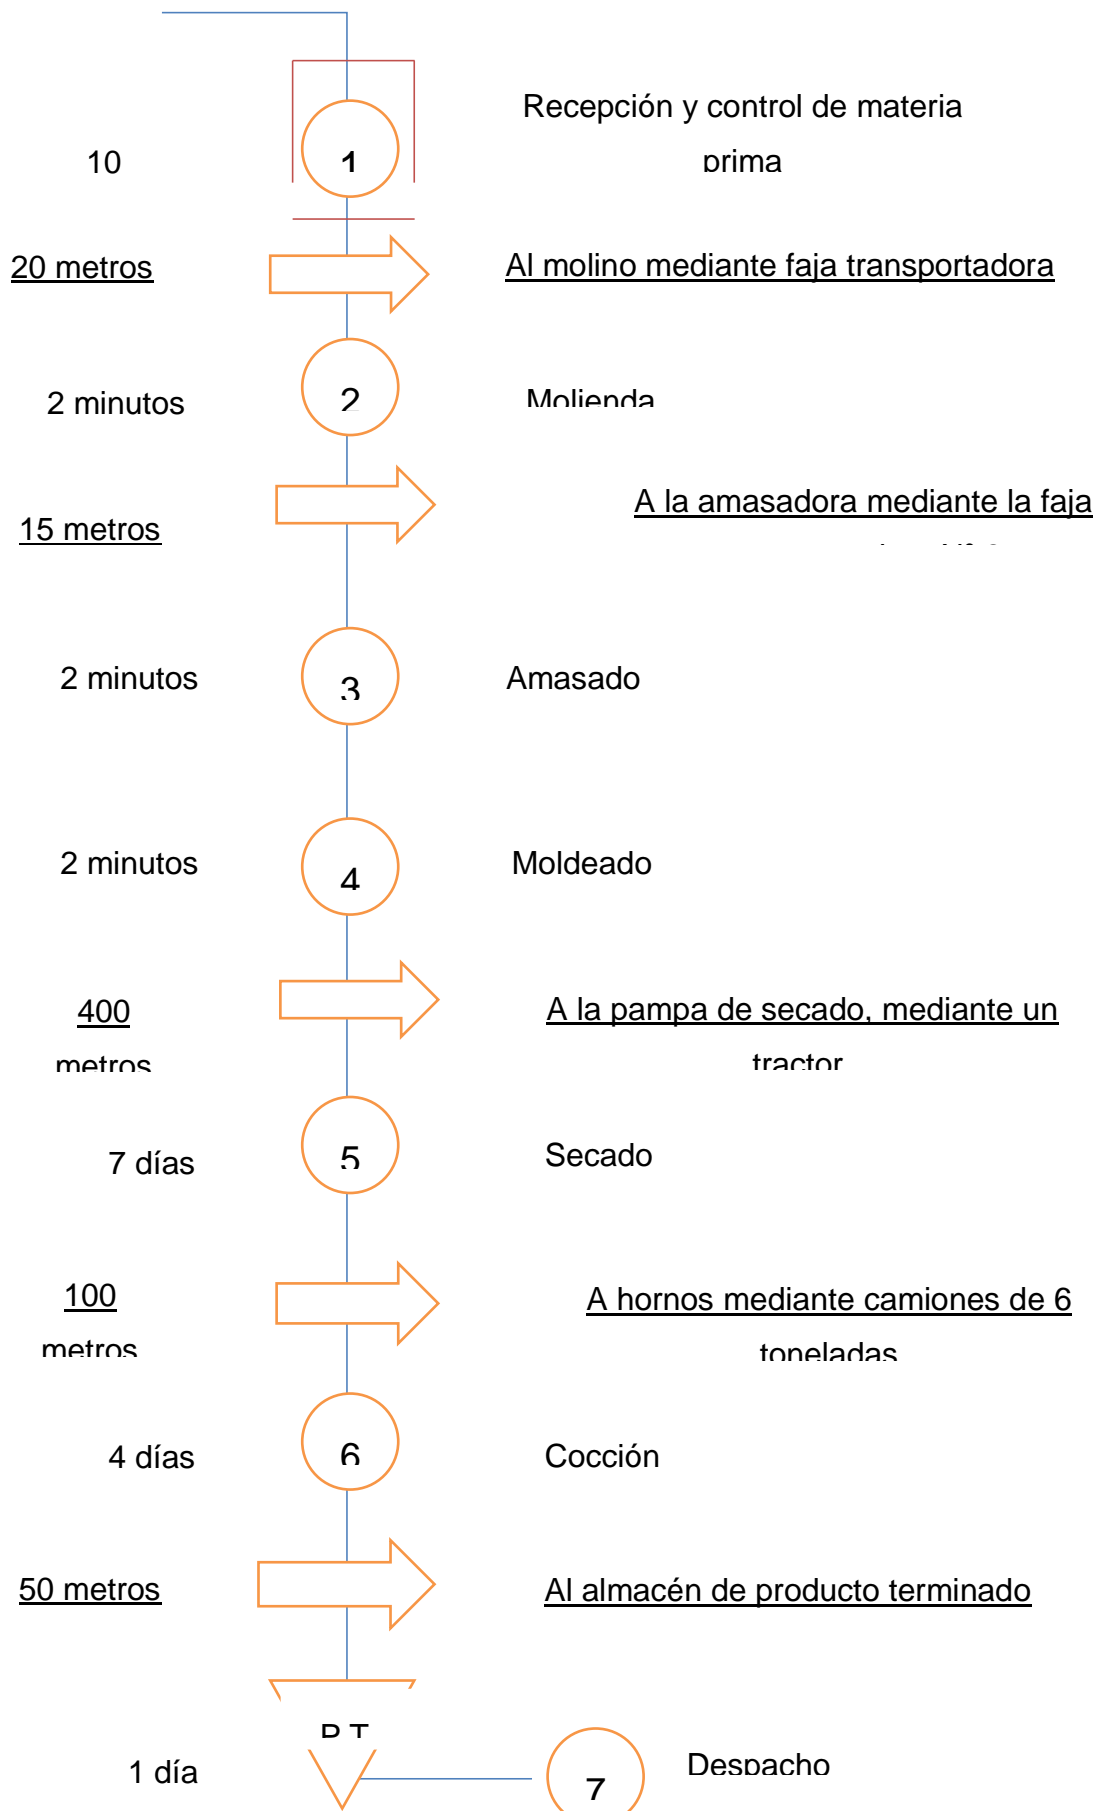 Recepción y control de materia
prima
10
1
20 metros
Al molino mediante faja transportadora
2 minutos
2
Molienda
A la amasadora mediante la faja
15 metros
2 minutos
3
Amasado
2 minutos
4
Moldeado
400
metros
A la pampa de secado, mediante un
tractor
7 días
5
Secado
100
metros
A hornos mediante camiones de 6
toneladas
4 días
6
Cocción
50 metros
Al almacén de producto terminado
P.T
1 día
7
Despacho